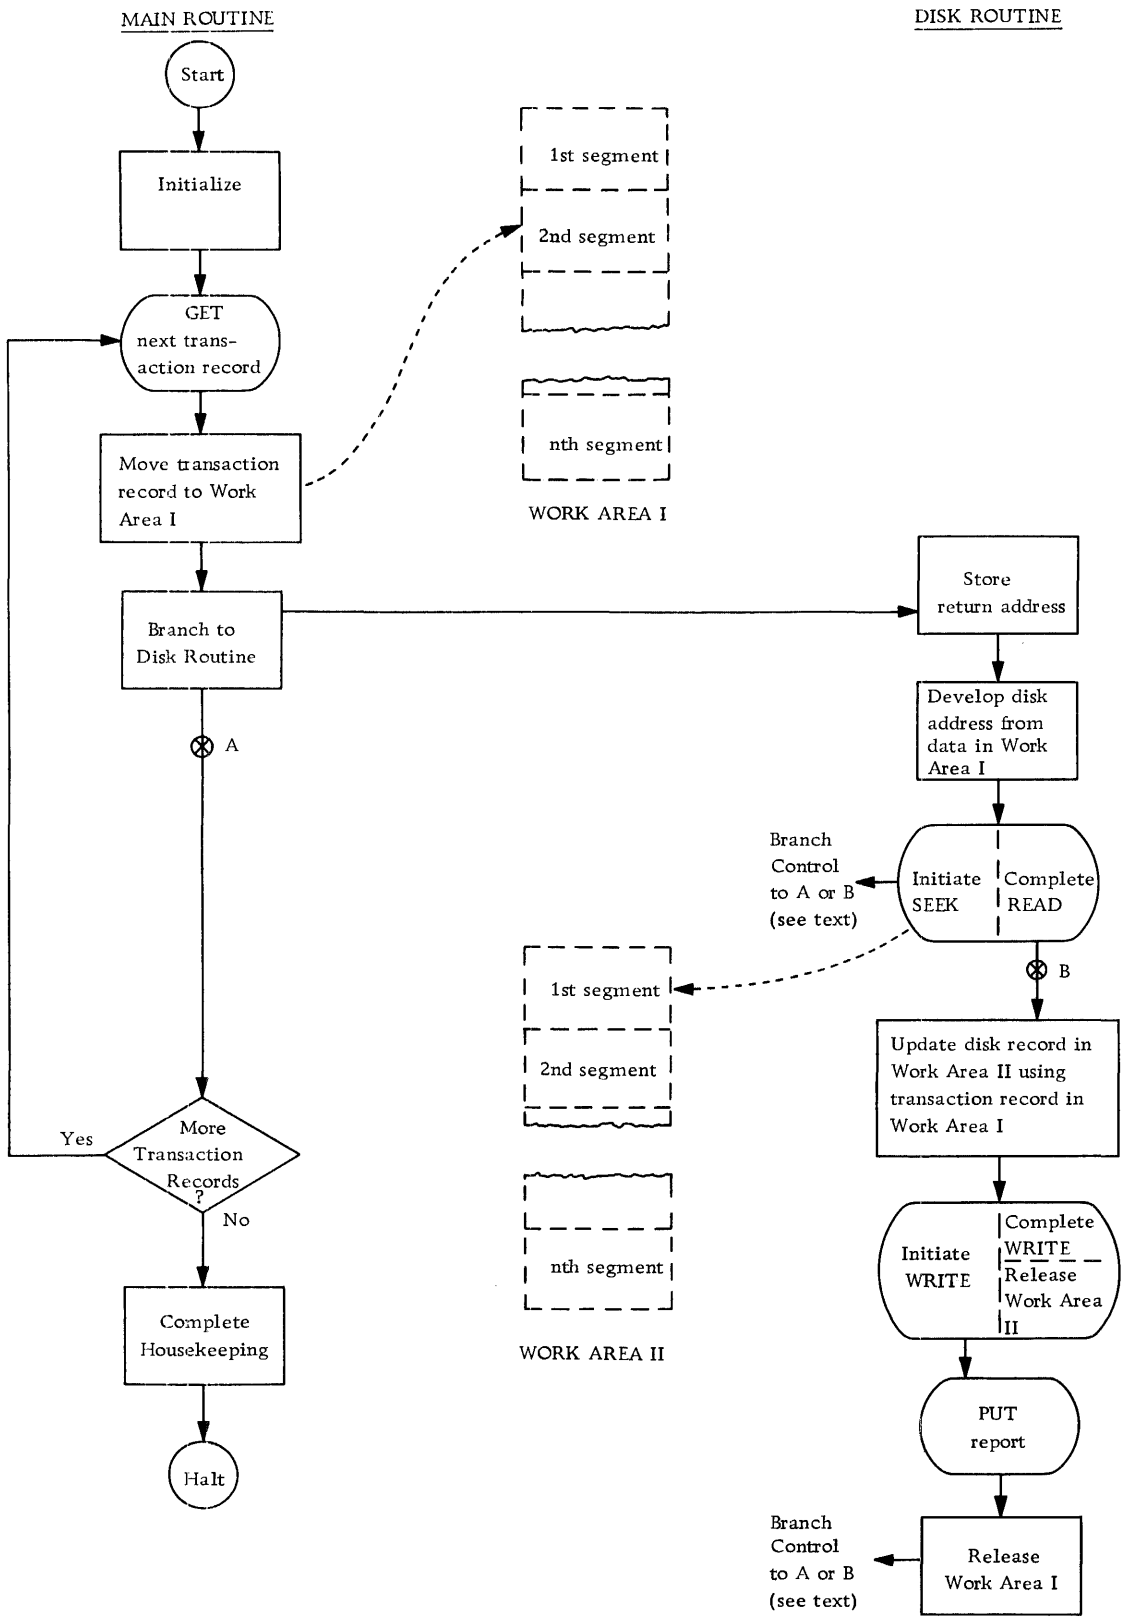 MAIN ROUTINE
DISK ROUTINE
Start
Initialize
GET
next trans-
action record
Move transaction
record to Work
Area I
Branch to
Disk Routine
A
More
Transaction
Records
?
Yes
No
Complete
Housekeeping
Halt
1st segment
2nd segment
nth segment
WORK AREA I
1st segment
2nd segment
nth segment
WORK AREA II
Store
return address
Develop disk
address from
data in Work
Area I
Branch
Control
to A or B
(see text)
Initiate
SEEK
Complete
READ
B
Update disk record in
Work Area II using
transaction record in
Work Area I
Initiate
WRITE
Complete
WRITE
Release
Work Area
II
PUT
report
Branch
Control
to A or B
(see text)
Release
Work Area I